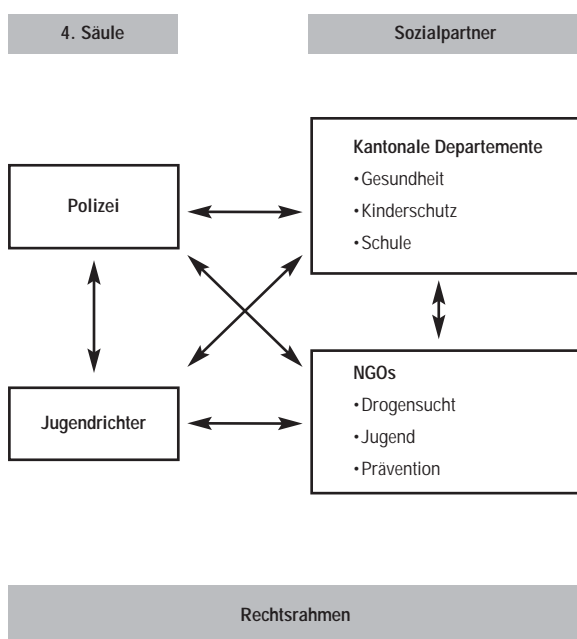 4. Säule
Sozialpartner
Polizei
Kantonale Departemente
•Gesundheit
•Kinderschutz
•Schule
Jugendrichter
NGOs
•Drogensucht
•Jugend
•Prävention
Rechtsrahmen